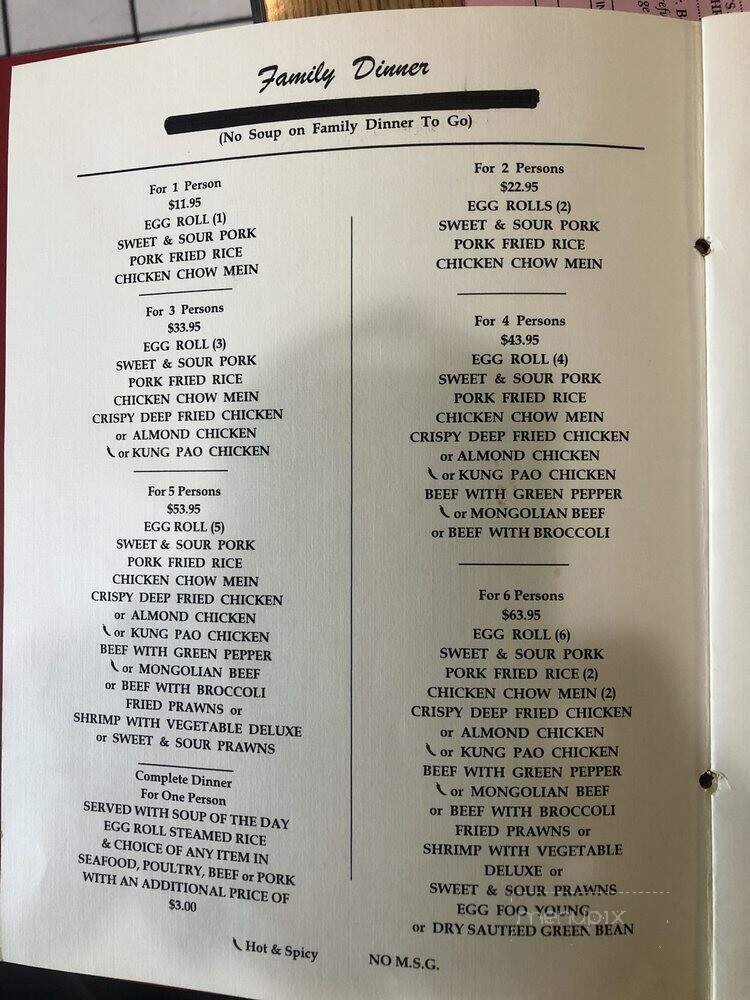 Family Dinner
(No Soup on Family Dinner To Go)
For 1 Person
$11.95
EGG ROLL (1)
SWEET & SOUR PORK
PORK FRIED RICE
CHICKEN CHOW MEIN
For 3 Persons
$33.95
EGG ROLL (3)
SWEET & SOUR PORK
PORK FRIED RICE
CHICKEN CHOW MEIN
CRISPY DEEP FRIED CHICKEN
or ALMOND CHICKEN
or KUNG PAO CHICKEN
For 5 Persons
$53.95
EGG ROLL (5)
SWEET & SOUR PORK
PORK FRIED RICE
CHICKEN CHOW MEIN
CRISPY DEEP FRIED CHICKEN
or ALMOND CHICKEN
or KUNG PAO CHICKEN
BEEF WITH GREEN PEPPER
or MONGOLIAN BEEF
or BEEF WITH BROCCOLI
FRIED PRAWNS or
SHRIMP WITH VEGETABLE DELUXE
or SWEET & SOUR PRAWNS
Complete Dinner
For One Person
SERVED WITH SOUP OF THE DAY
EGG ROLL STEAMED RICE
& CHOICE OF ANY ITEM IN
SEAFOOD, POULTRY, BEEF or PORK
WITH AN ADDITIONAL PRICE OF
$3.00
For 2 Persons
$22.95
EGG ROLLS (2)
SWEET & SOUR PORK
PORK FRIED RICE
CHICKEN CHOW MEIN
For 4 Persons
$43.95
EGG ROLL (4)
SWEET & SOUR PORK
PORK FRIED RICE
CHICKEN CHOW MEIN
CRISPY DEEP FRIED CHICKEN
or ALMOND CHICKEN
or KUNG PAO CHICKEN
BEEF WITH GREEN PEPPER
or MONGOLIAN BEEF
or BEEF WITH BROCCOLI
For 6 Persons
$63.95
EGG ROLL (6)
SWEET & SOUR PORK
PORK FRIED RICE (2)
CHICKEN CHOW MEIN (2)
CRISPY DEEP FRIED CHICKEN
or ALMOND CHICKEN
or KUNG PAO CHICKEN
BEEF WITH GREEN PEPPER
or MONGOLIAN BEEF
or BEEF WITH BROCCOLI
FRIED PRAWNS or
SHRIMP WITH VEGETABLE
DELUXE or
SWEET & SOUR PRAWNS
EGG FOO YOUNG
or DRY SAUTEED GREEN BEAN
menupix
Hot & Spicy
NO M.S.G.